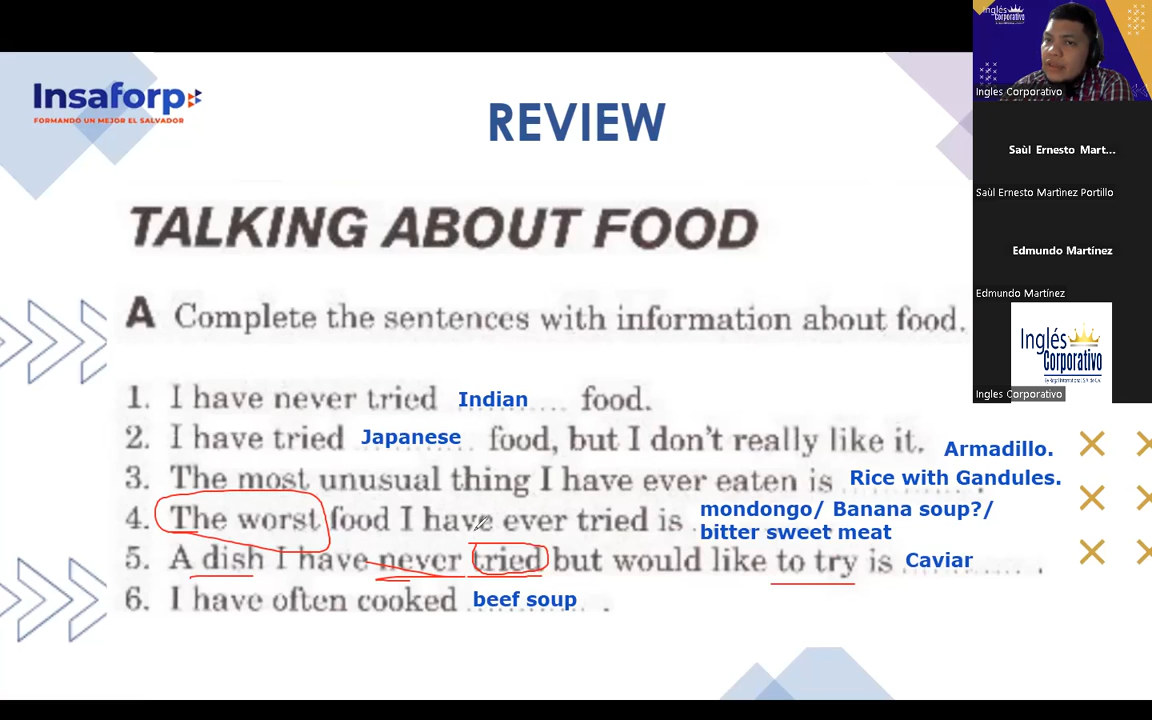 Insaforp
FORMANDO UN MEJOR EL SALVADOR
REVIEW
TALKING ABOUT FOOD
A Complete the sentences with information about food.
1. I have never tried Indian food.
2. I have tried Japanese food, but I don't really like it. Armadillo.
3. The most unusual thing I have ever eaten is Rice with Gandules.
4. The worst food I have ever tried is mondongo/ Banana soup?/
bitter sweet meat
5. A dish I have never tried but would like to try is Caviar .
6. I have often cooked beef soup .
Inglés
Corporativo
Ingles Corporativo
Saùl Ernesto Mart...
Saùl Ernesto Martìnez Portillo
Edmundo Martínez
Edmundo Martínez
Inglés
Corporativo
Ingles Corporativo